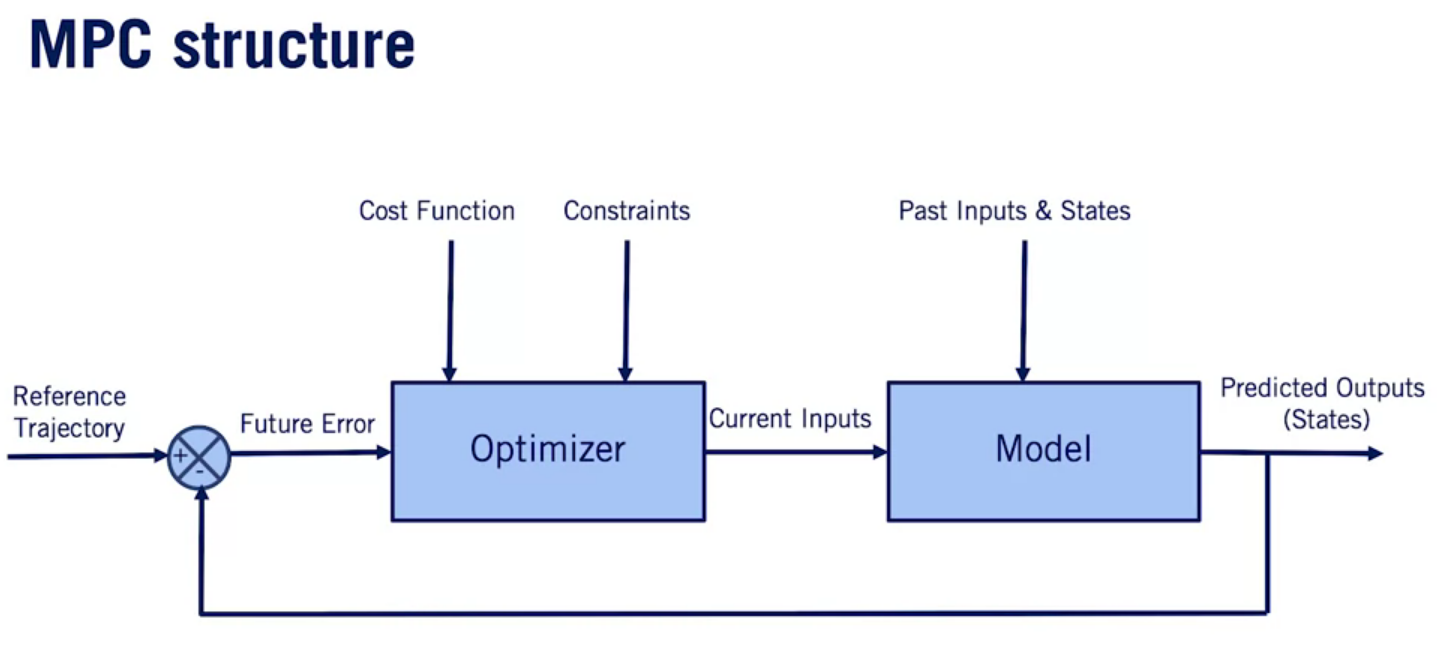 MPC structure
Cost Function
Constraints
Past Inputs & States
Reference
Trajectory
Future Error
Current Inputs
Predicted Outputs
(States)
+
-
Optimizer
Model